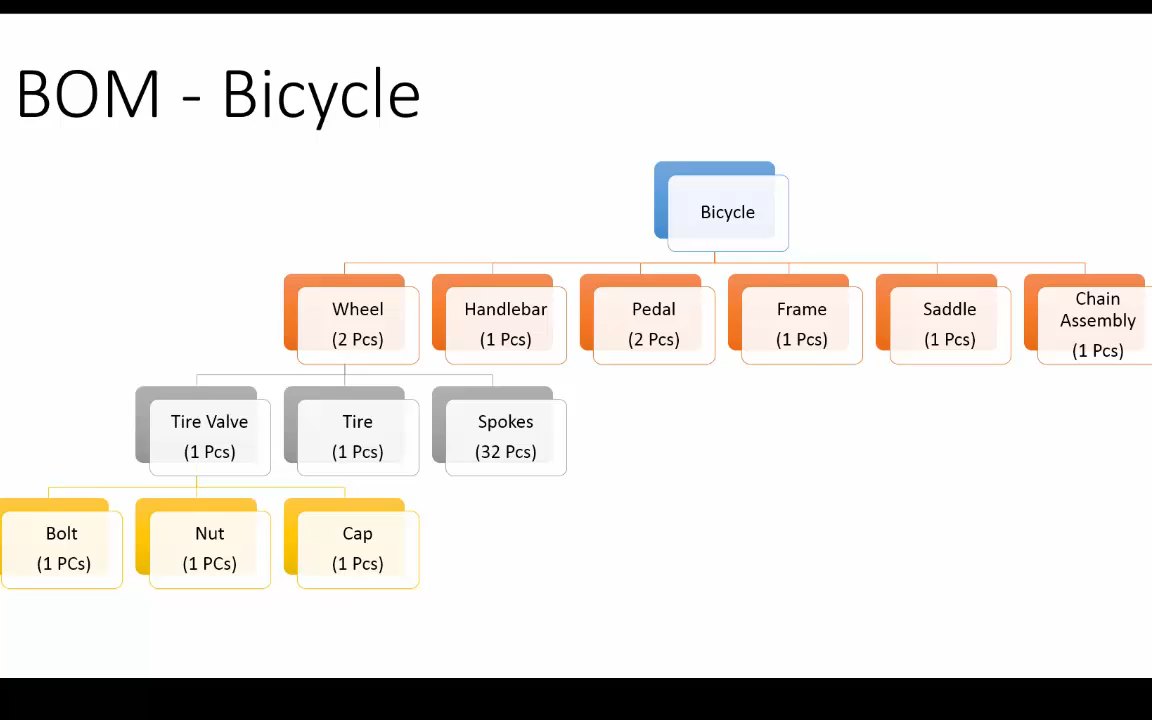 BOM - Bicycle
Bicycle
Wheel
(2 Pcs)
Handlebar
(1 Pcs)
Pedal
(2 Pcs)
Frame
(1 Pcs)
Saddle
(1 Pcs)
Chain
Assembly
(1 Pcs)
Tire Valve
(1 Pcs)
Tire
(1 Pcs)
Spokes
(32 Pcs)
Bolt
(1 PCs)
Nut
(1 PCs)
Cap
(1 Pcs)